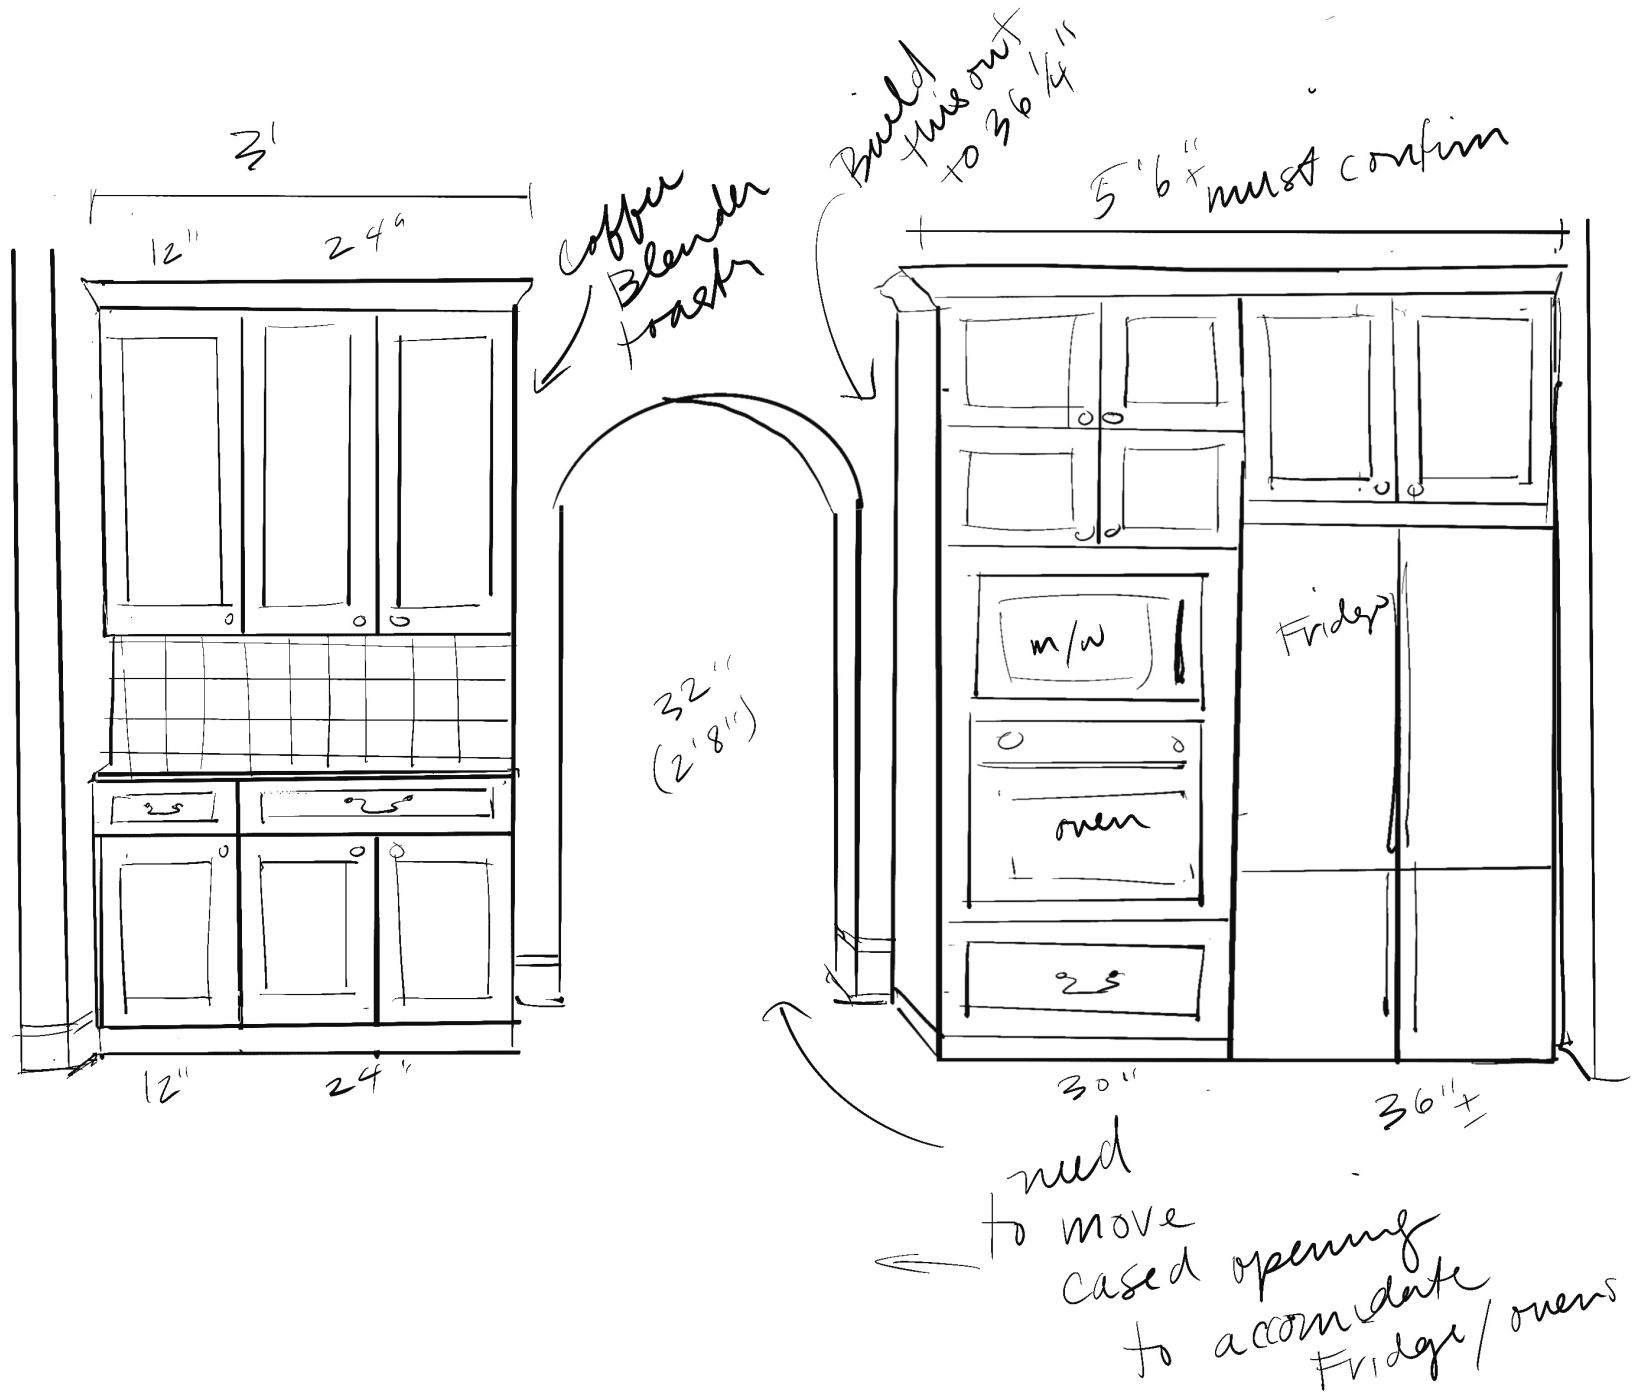 3'
12"
24"
Coffee
Blender
toaster
Build
this out
to 36 1/4"
5'6"± must confirm
m/w
oven
Fridge
32"
(2'8")
12"
24"
30"
36"±
need
to move
cased opening
to accomidate
Fridge/ovens